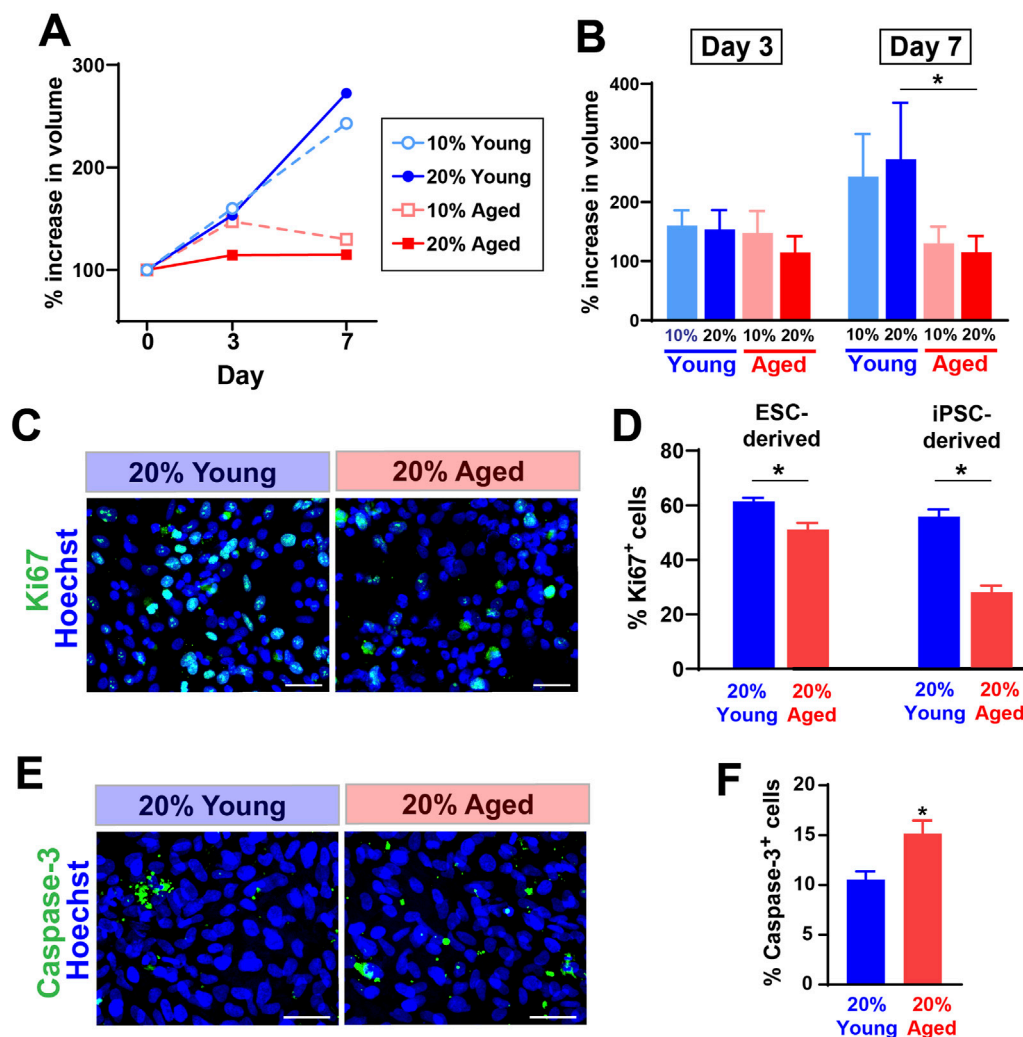 A
% increase in volume
300
200
100
0
3
7
Day
10% Young
20% Young
10% Aged
20% Aged
B
Day 3
Day 7
% increase in volume
400
300
200
100
0
*
10% 20% 10% 20%
Young Aged
10% 20% 10% 20%
Young Aged
C
20% Young
20% Aged
Ki67
Hoechst
D
ESC-
derived
iPSC-
derived
% Ki67+ cells
80
60
40
20
0
*
*
20%
Young
20%
Aged
20%
Young
20%
Aged
E
20% Young
20% Aged
Caspase-3
Hoechst
F
% Caspase-3+ cells
20
15
10
5
0
*
20%
Young
20%
Aged